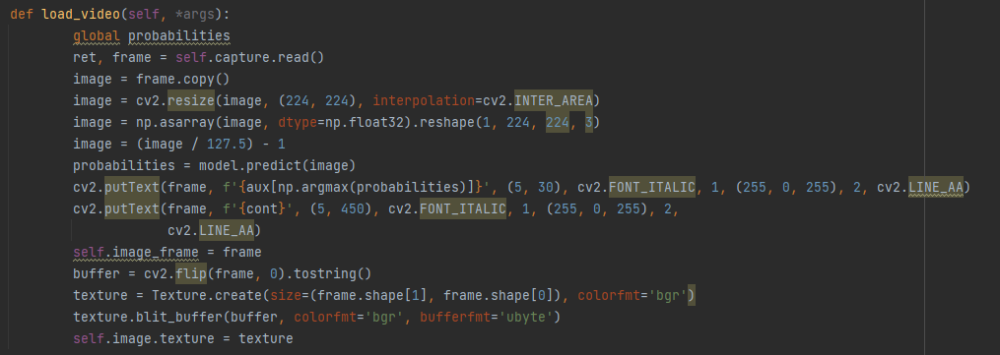 def load_video(self, *args):
global probabilities
ret, frame = self.capture.read()
image = frame.copy()
image = cv2.resize(image, (224, 224), interpolation=cv2.INTER_AREA)
image = np.asarray(image, dtype=np.float32).reshape(1, 224, 224, 3)
image = (image / 127.5) - 1
probabilities = model.predict(image)
cv2.putText(frame, f'{aux[np.argmax(probabilities)]}', (5, 30), cv2.FONT_ITALIC, 1, (255, 0, 255), 2, cv2.LINE_AA)
cv2.putText(frame, f'{cont}', (5, 450), cv2.FONT_ITALIC, 1, (255, 0, 255), 2,
cv2.LINE_AA)
self.image_frame = frame
buffer = cv2.flip(frame, 0).tostring()
texture = Texture.create(size=(frame.shape[1], frame.shape[0]), colorfmt='bgr')
texture.blit_buffer(buffer, colorfmt='bgr', bufferfmt='ubyte')
self.image.texture = texture